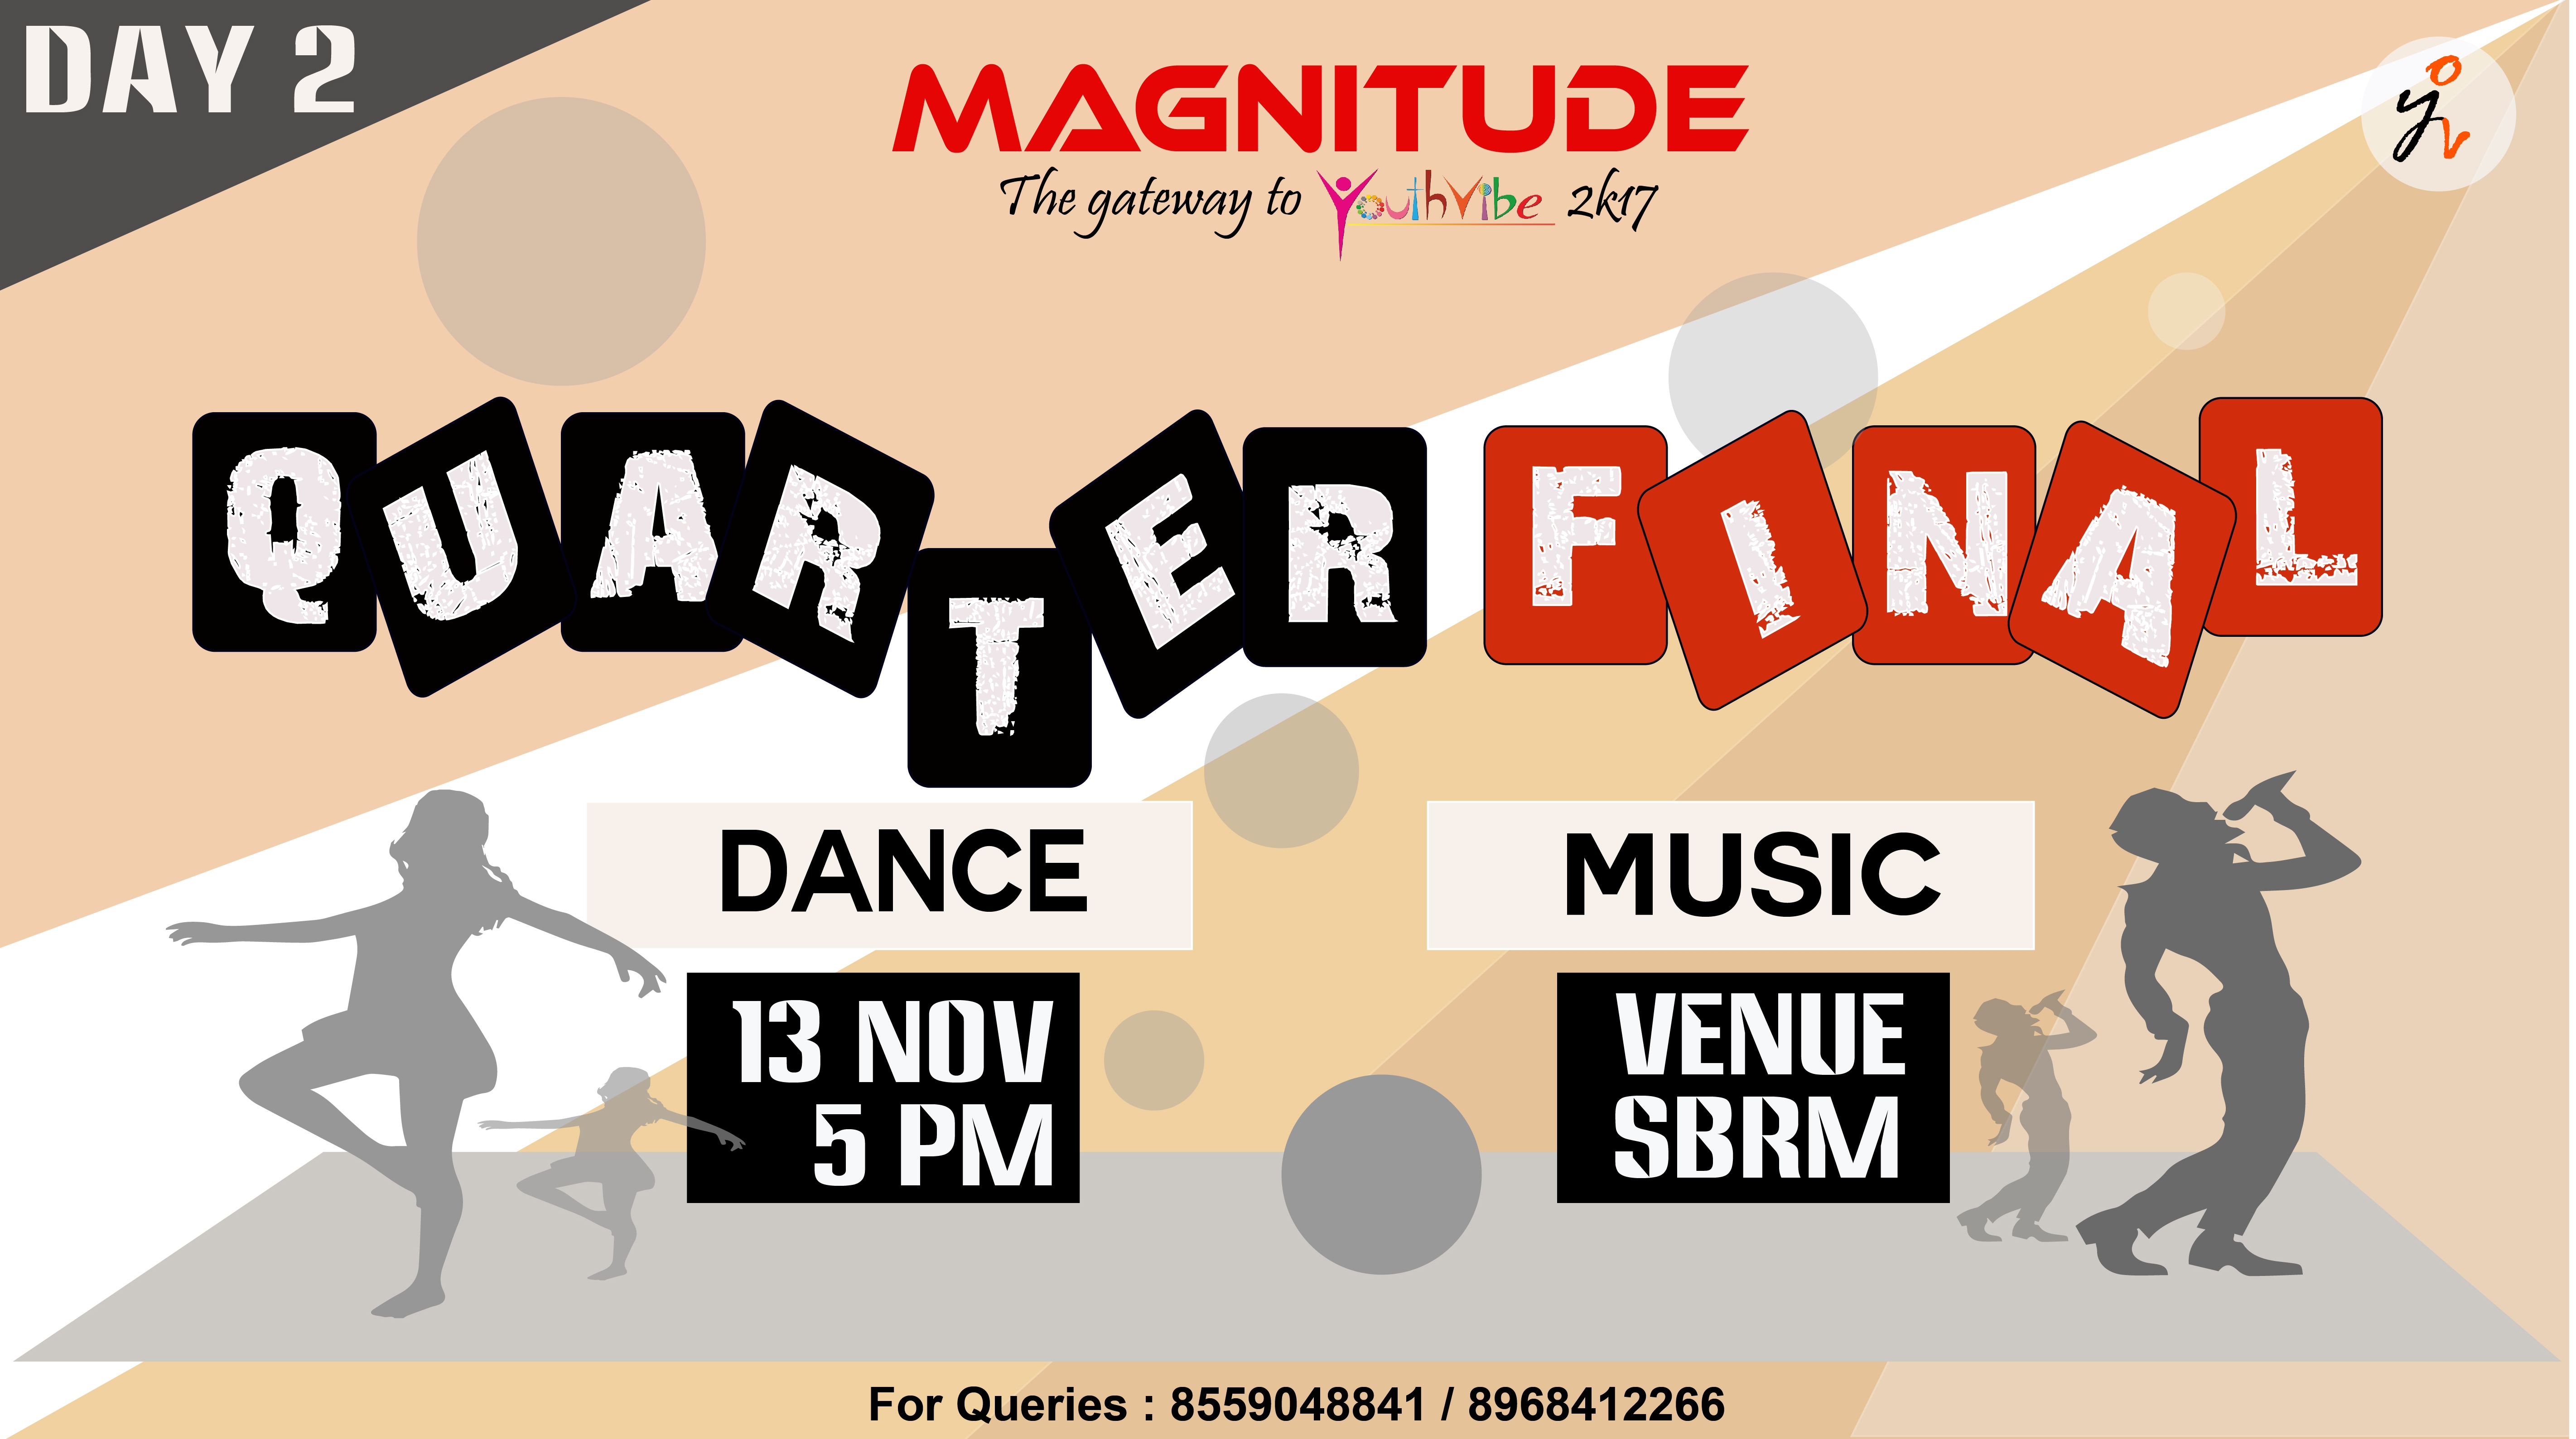 DAY 2
MAGNITUDE
The gateway to YouthVibe 2k17
yov
QUARTER FINAL
DANCE
MUSIC
13 NOV
5 PM
VENUE
SBRM
For Queries : 8559048841 / 8968412266